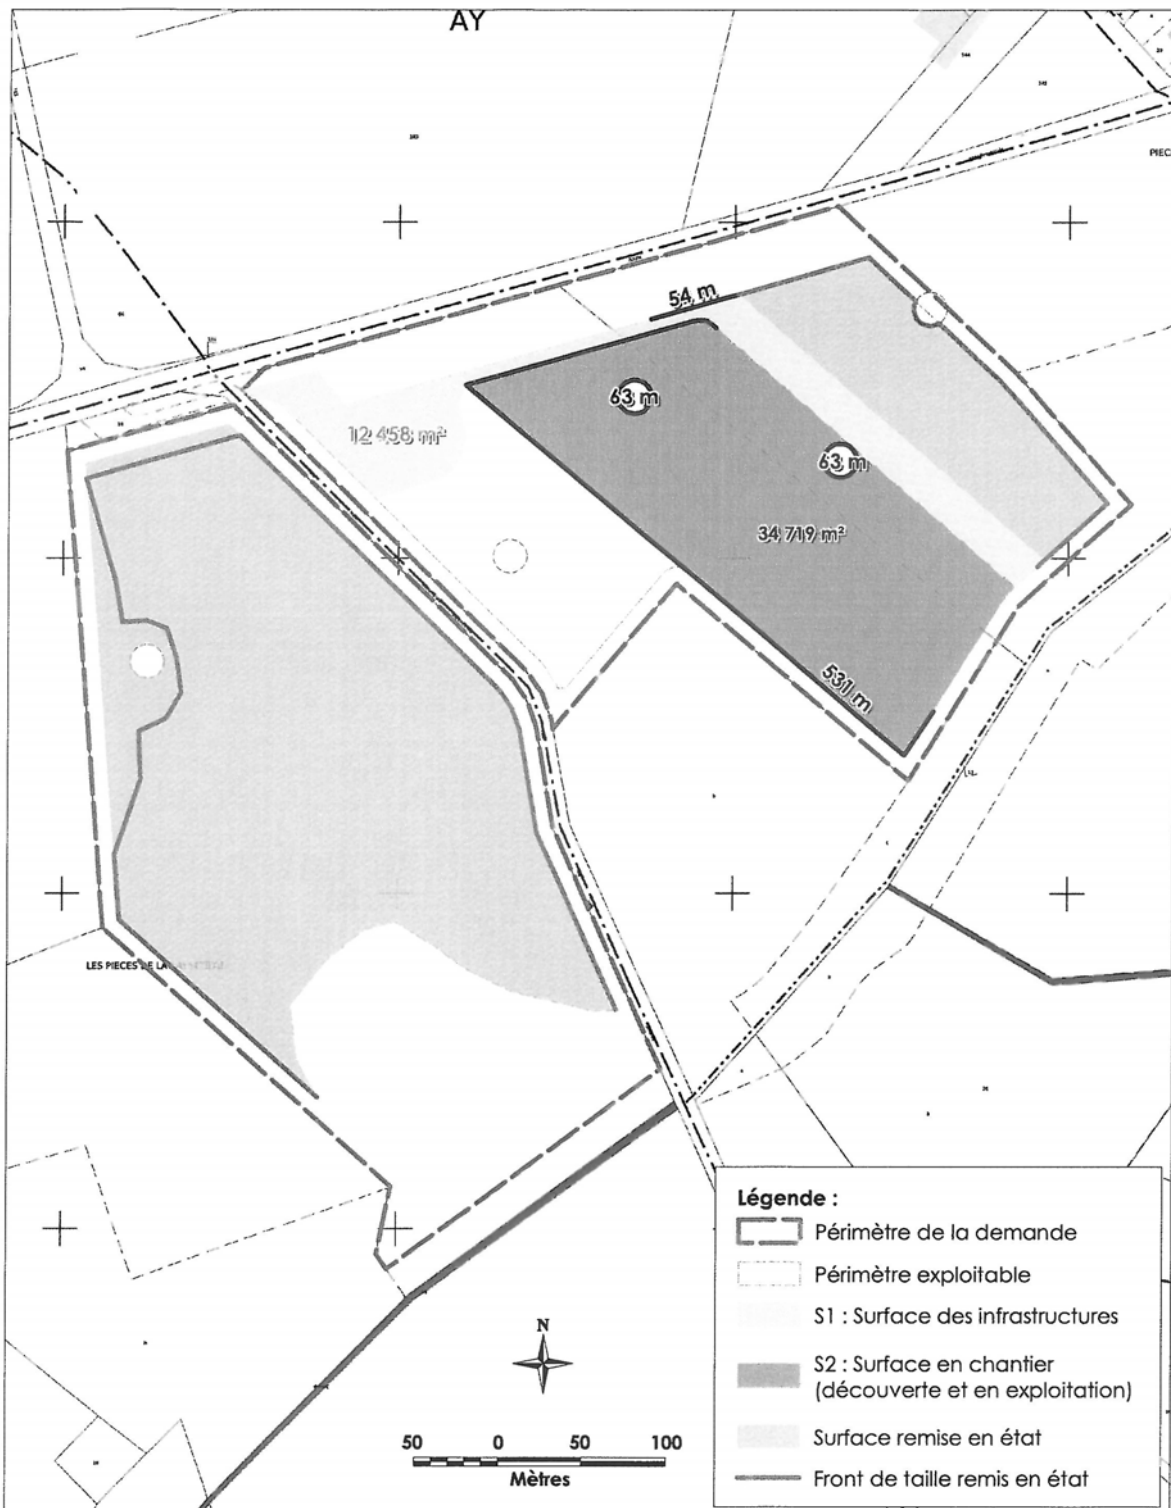 AY
PIEC
54 m
63 m
12 458 m²
63 m
34 719 m²
531 m
LES PIECES DE LA
Légende :
Périmètre de la demande
Périmètre exploitable
S1 : Surface des infrastructures
S2 : Surface en chantier
(découverte et en exploitation)
Surface remise en état
Front de taille remis en état
N
50 0 50 100
Mètres